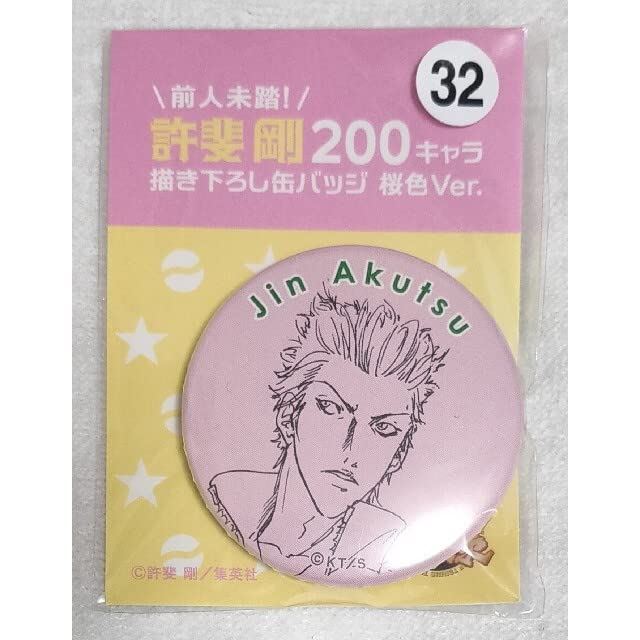 32
\前人未踏!/
許斐 剛 200キャラ
描き下ろし缶バッジ 桜色Ver.
Jin Akutsu
©KT/S
©許斐 剛/集英社